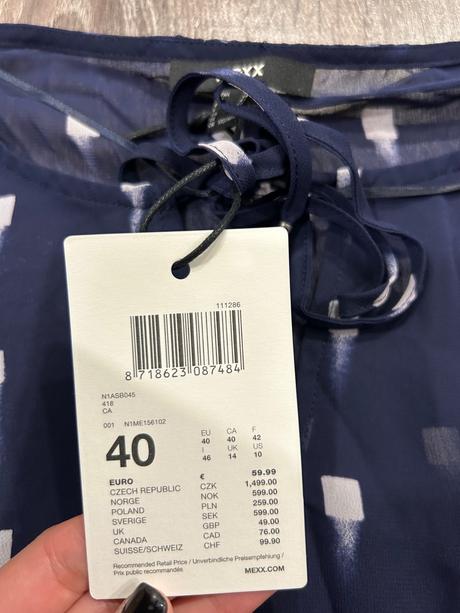 MEXX
111286
8 718623 087484
N1ASB045
418
CA
001 N1ME156102
40
EU CA F
40 40 42
I UK US
46 14 10
EURO € 59.99
CZECH REPUBLIC CZK 1,499.00
NORGE NOK 599.00
POLAND PLN 259.00
SVERIGE SEK 599.00
UK GBP 49.00
CANADA CAD 76.00
SUISSE/SCHWEIZ CHF 99.90
Recommended Retail Price / Unverbindliche Preisempfehlung /
Prix public recommandés
MEXX.COM